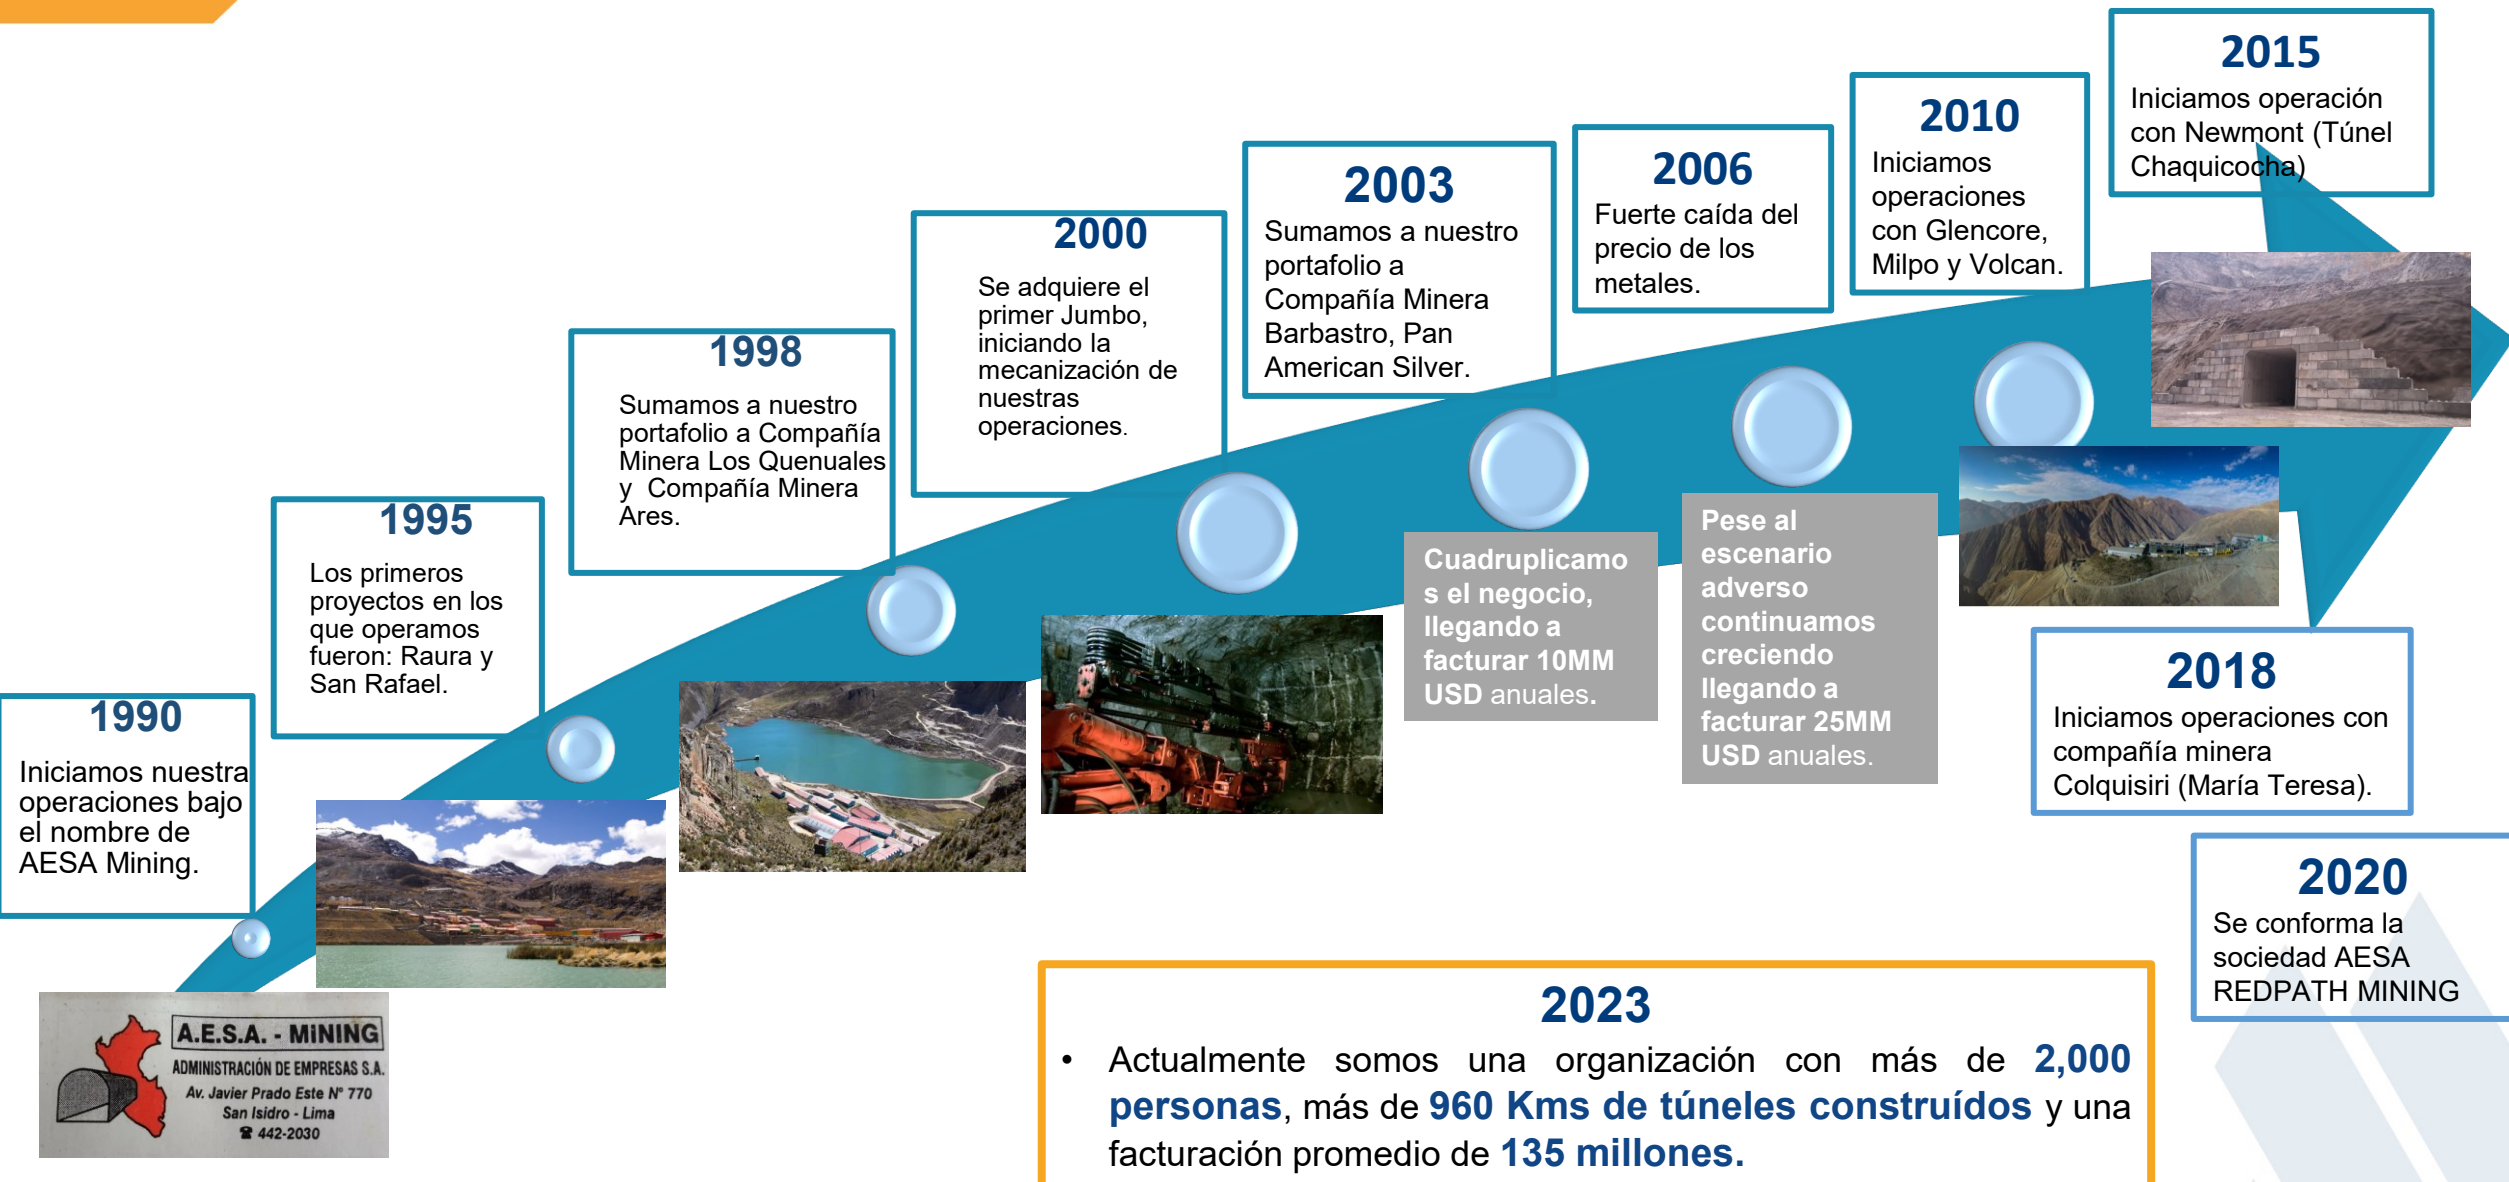 1990
Iniciamos nuestra
operaciones bajo
el nombre de
AESA Mining.
1995
Los primeros
proyectos en los
que operamos
fueron: Raura y
San Rafael.
1998
Sumamos a nuestro
portafolio a Compañía
Minera Los Quenuales
y Compañía Minera
Ares.
2000
Se adquiere el
primer Jumbo,
iniciando la
mecanización de
nuestras
operaciones.
2003
Sumamos a nuestro
portafolio a
Compañía Minera
Barbastro, Pan
American Silver.
Cuadruplicamo
s el negocio,
llegando a
facturar 10MM
USD anuales.
2006
Fuerte caída del
precio de los
metales.
Pese al
escenario
adverso
continuamos
creciendo
llegando a
facturar 25MM
USD anuales.
2010
Iniciamos
operaciones
con Glencore,
Milpo y Volcan.
2015
Iniciamos operación
con Newmont (Túnel
Chaquicocha)
2018
Iniciamos operaciones con
compañía minera
Colquisiri (María Teresa).
2020
Se conforma la
sociedad AESA
REDPATH MINING
2023
• Actualmente somos una organización con más de 2,000
personas, más de 960 Kms de túneles construídos y una
facturación promedio de 135 millones.
A.E.S.A. - MiNING
ADMINISTRACIÓN DE EMPRESAS S.A.
Av. Javier Prado Este N° 770
San Isidro - Lima
☎ 442-2030